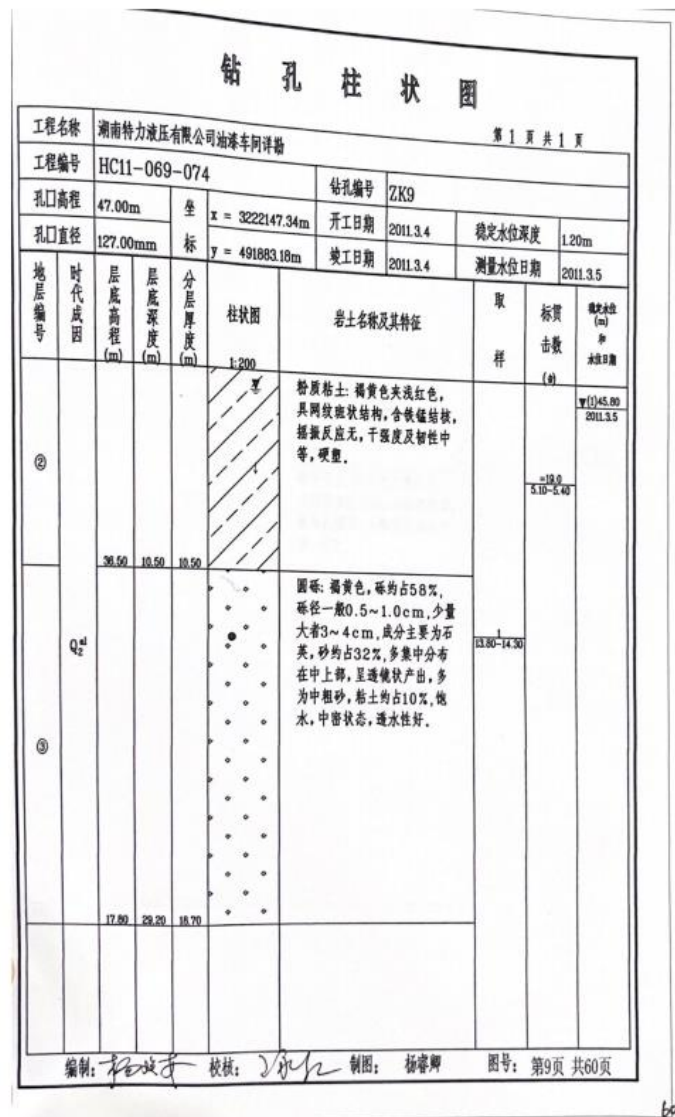 钻孔柱状图
第 1 页 共 1 页
工程名称 湖南特力液压有限公司油漆车间详勘
工程编号 HC11-069-074 钻孔编号 ZK9
孔口高程 47.00m 坐标 x = 3222147.34m 开工日期 2011.3.4 稳定水位深度 1.20m
孔口直径 127.00mm y = 491883.18m 竣工日期 2011.3.4 测量水位日期 2011.3.5
地层编号 时代成因 层底高程(m) 层底深度(m) 分层厚度(m) 柱状图 1:200 岩土名称及其特征 取样 标贯击数(击) 稳定水位(m)和水位日期
粉质粘土: 褐黄色夹浅红色,
具网纹斑状结构, 含铁锰结核,
摇振反应无, 干强度及韧性中
等, 硬塑.
▼(1)45.80
2011.3.5
②
=19.0
5.10-5.40
36.50 10.50 10.50
圆砾: 褐黄色, 砾约占58%,
砾径一般0.5~1.0cm, 少量
大者3~4cm, 成分主要为石
英, 砂约占32%, 多集中分布
在中上部, 呈透镜状产出, 多
为中粗砂, 粘土约占10%, 饱
水, 中密状态, 透水性好.
Q₂ᵃˡ
1
13.80-14.30
③
17.80 29.20 18.70
编制: 校核: 制图: 杨睿卿 图号: 第9页 共60页